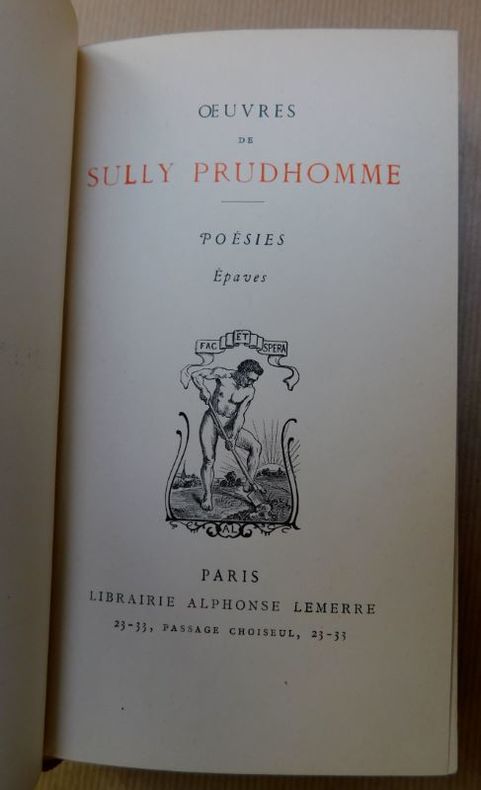 ŒUVRES
DE
SULLY PRUDHOMME
POÉSIES
Épaves
FAC ET SPERA
AL
PARIS
LIBRAIRIE ALPHONSE LEMERRE
23-33, PASSAGE CHOISEUL, 23-33